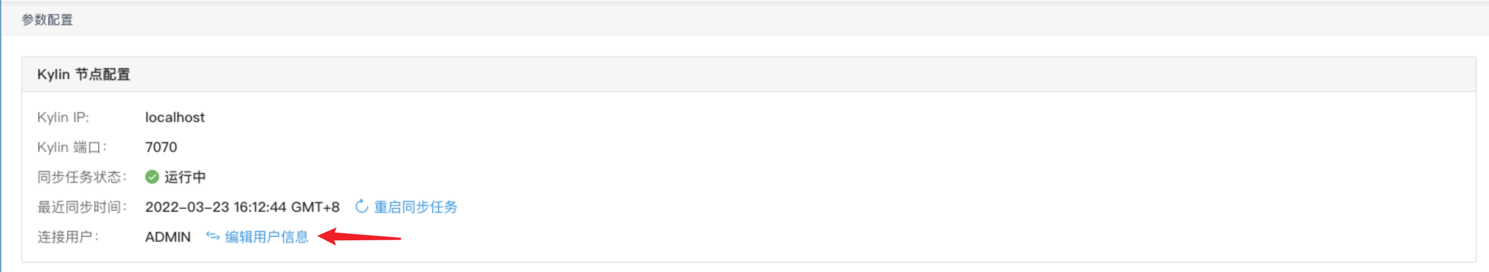 参数配置
Kylin 节点配置
Kylin IP: localhost
Kylin 端口: 7070
同步任务状态: 运行中
最近同步时间: 2022-03-23 16:12:44 GMT+8 重启同步任务
连接用户: ADMIN 编辑用户信息